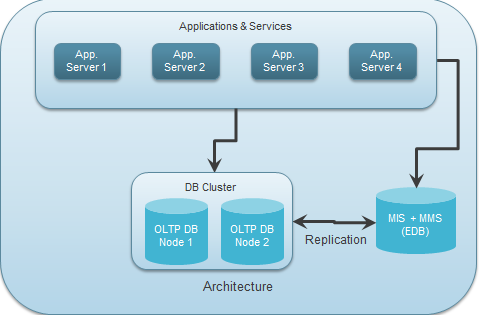 Applications & Services
App.
Server 1
App.
Server 2
App.
Server 3
App.
Server 4
DB Cluster
OLTP DB
Node 1
OLTP DB
Node 2
MIS + MMS
(EDB)
Replication
Architecture